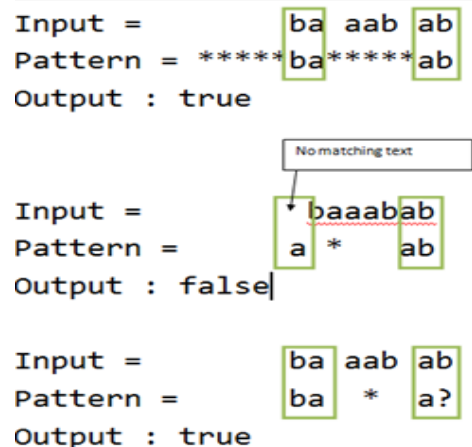 Input = ba aab ab
Pattern = *****ba*****ab
Output : true
No matching text
Input = baaabab
Pattern = a * ab
Output : false
Input = ba aab ab
Pattern = ba * a?
Output : true